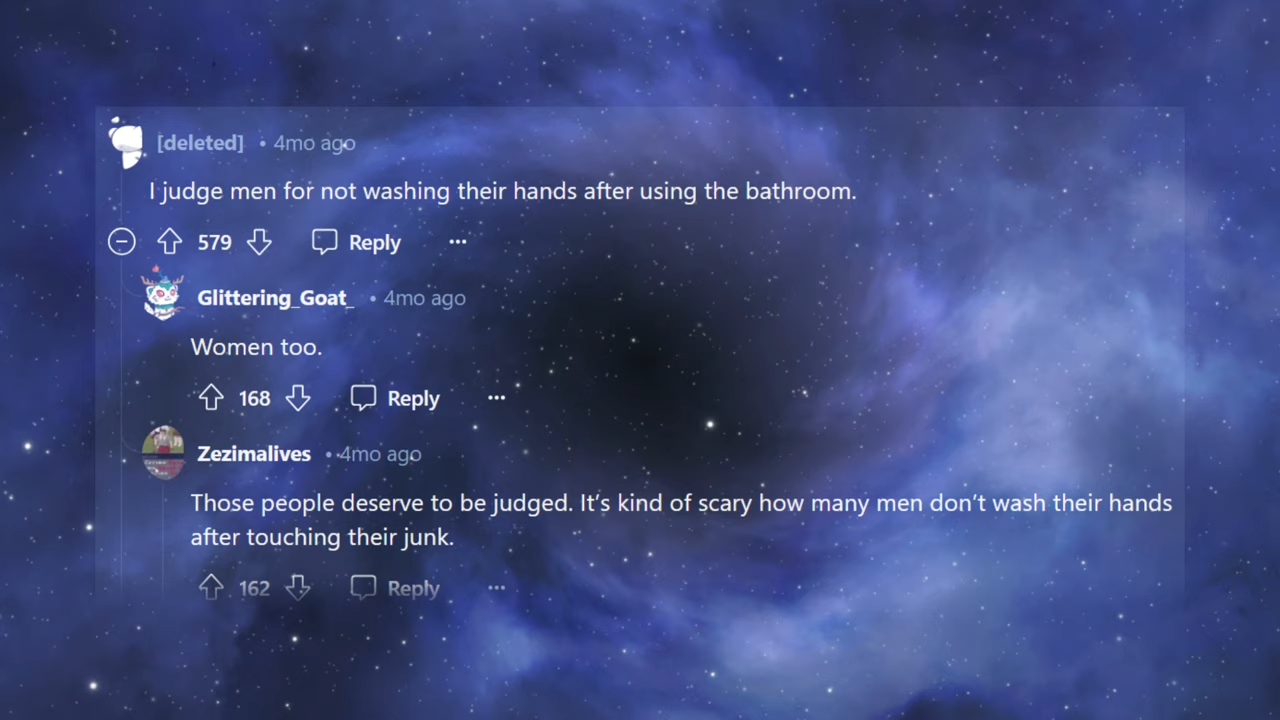 [deleted] • 4mo ago
I judge men for not washing their hands after using the bathroom.
579 Reply
Glittering_Goat_ • 4mo ago
Women too.
168 Reply
Zezimalives • 4mo ago
Those people deserve to be judged. It’s kind of scary how many men don’t wash their hands
after touching their junk.
162 Reply